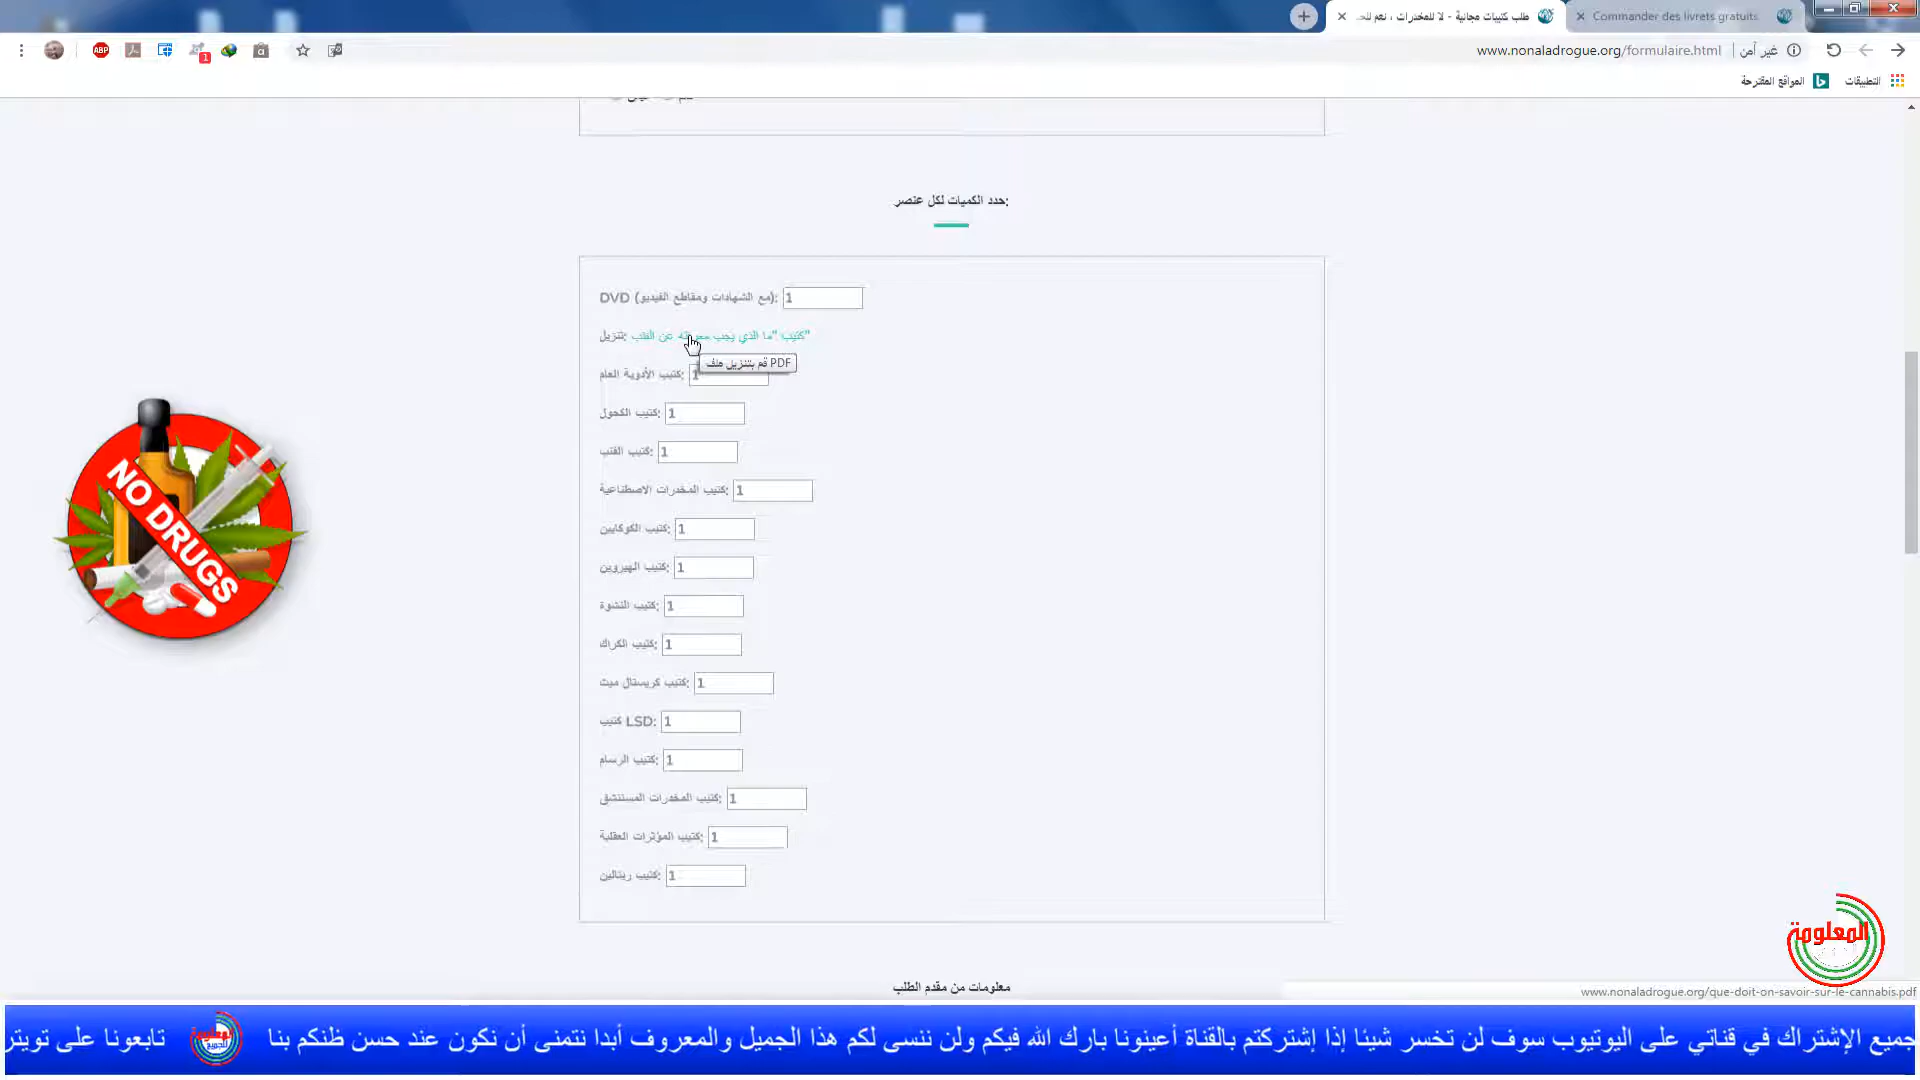 طلب كتيبات مجانية - لا للمخدرات ، نعم للحـ
Commander des livrets gratuits
www.nonaladrogue.org/formulaire.html
غير آمن
ABP
1
التطبيقات
المواقع المقترحة
حدد الكميات لكل عنصر:
DVD (مع الشهادات ومقاطع الفيديو): 1
تنزيل: كتيب "ما الذي يجب معرفته عن القنب"
قم بتنزيل ملف PDF
كتيب الأدوية العام: 1
كتيب الكحول: 1
كتيب القنب: 1
كتيب المخدرات الاصطناعية: 1
كتيب الكوكايين: 1
كتيب الهيروين: 1
كتيب النشوة: 1
كتيب الكراك: 1
كتيب كريستال ميث: 1
كتيب LSD: 1
كتيب الرسام: 1
كتيب المخدرات المستنشق: 1
كتيب المؤثرات العقلية: 1
كتيب ريتالين: 1
NO DRUGS
معلومات من مقدم الطلب
المعلومة
www.nonaladrogue.org/que-doit-on-savoir-sur-le-cannabis.pdf
جميع الإشتراك في قناتي على اليوتيوب سوف لن تخسر شيئا إذا إشتركتم بالقناة أعينونا بارك الله فيكم ولن ننسى لكم هذا الجميل والمعروف أبدا نتمنى أن نكون عند حسن ظنكم بنا
تابعونا على تويتر